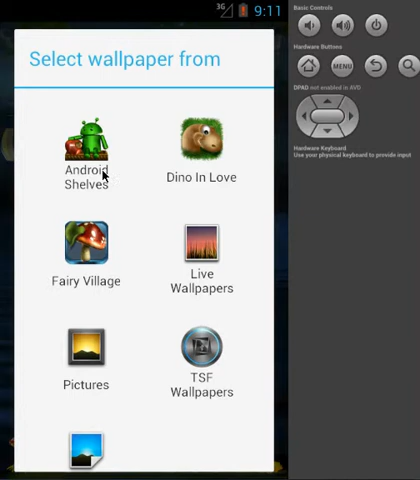 3G 9:11
Select wallpaper from
Android
Shelves
Dino In Love
Fairy Village
Live
Wallpapers
Pictures
TSF
Wallpapers
Basic Controls
Hardware Buttons
MENU
DPAD not enabled in AVD
Hardware Keyboard
Use your physical keyboard to provide input